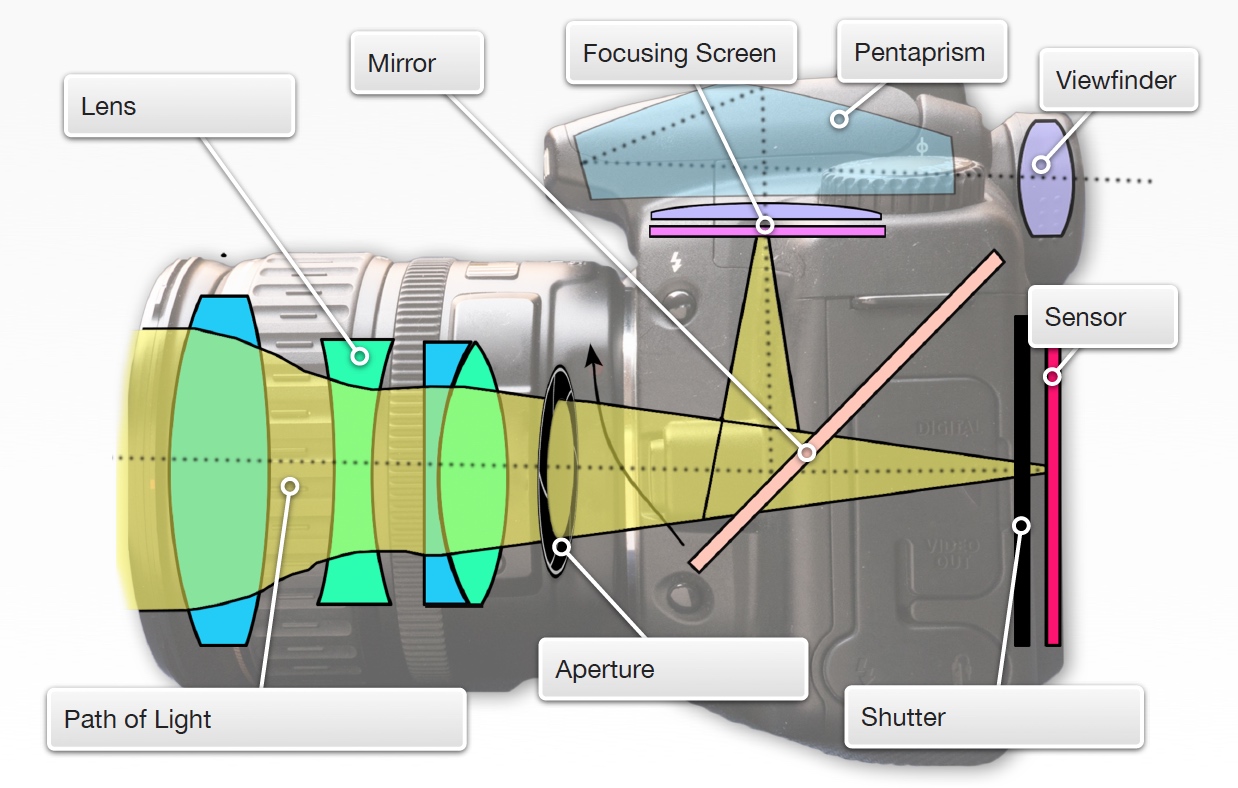 Focusing Screen
Pentaprism
Mirror
Viewfinder
Lens
Sensor
DIGITAL
VIDEO
OUT
Aperture
Path of Light
Shutter